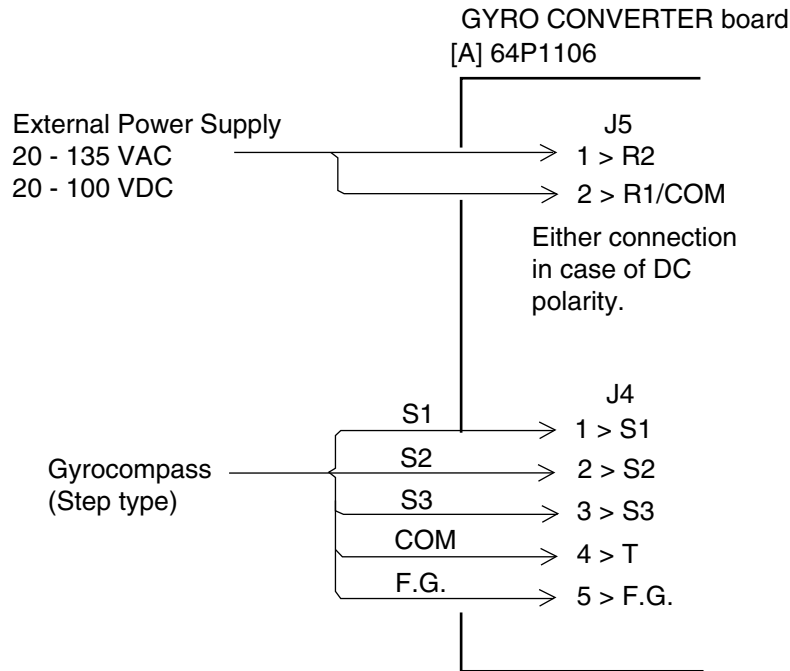 GYRO CONVERTER board
[A] 64P1106
External Power Supply
20 - 135 VAC
20 - 100 VDC
J5
1 > R2
2 > R1/COM
Either connection
in case of DC
polarity.
J4
S1
1 > S1
S2
2 > S2
Gyrocompass
(Step type)
S3
3 > S3
COM
4 > T
F.G.
5 > F.G.